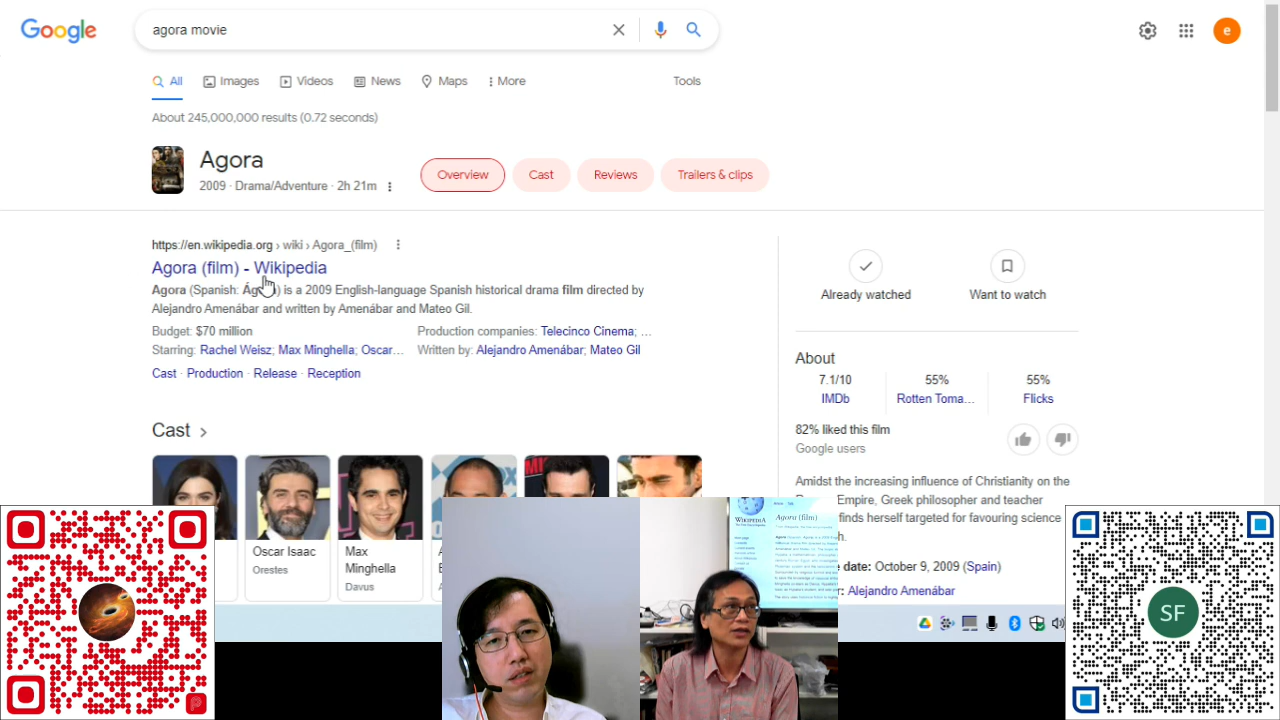 Google
agora movie
All
Images
Videos
News
Maps
More
Tools
e
About 245,000,000 results (0.72 seconds)
Agora
2009 · Drama/Adventure · 2h 21m
Overview
Cast
Reviews
Trailers & clips
https://en.wikipedia.org › wiki › Agora_(film)
Agora (film) - Wikipedia
Agora (Spanish: is a 2009 English-language Spanish historical drama film directed by
Alejandro Amenábar and written by Amenábar and Mateo Gil.
Budget: $70 million
Production companies: Telecinco Cinema; ...
Starring: Rachel Weisz; Max Minghella; Oscar...
Written by: Alejandro Amenábar; Mateo Gil
Cast · Production · Release · Reception
Cast
Oscar Isaac
Orestes
Max
Minghella
Davus
Already watched
Want to watch
About
7.1/10
IMDb
55%
Rotten Toma...
55%
Flicks
82% liked this film
Google users
Amidst the increasing influence of Christianity on the
Empire, Greek philosopher and teacher
finds herself targeted for favouring science
date: October 9, 2009 (Spain)
Alejandro Amenábar
WIKIPEDIA
Agora (film)
SF